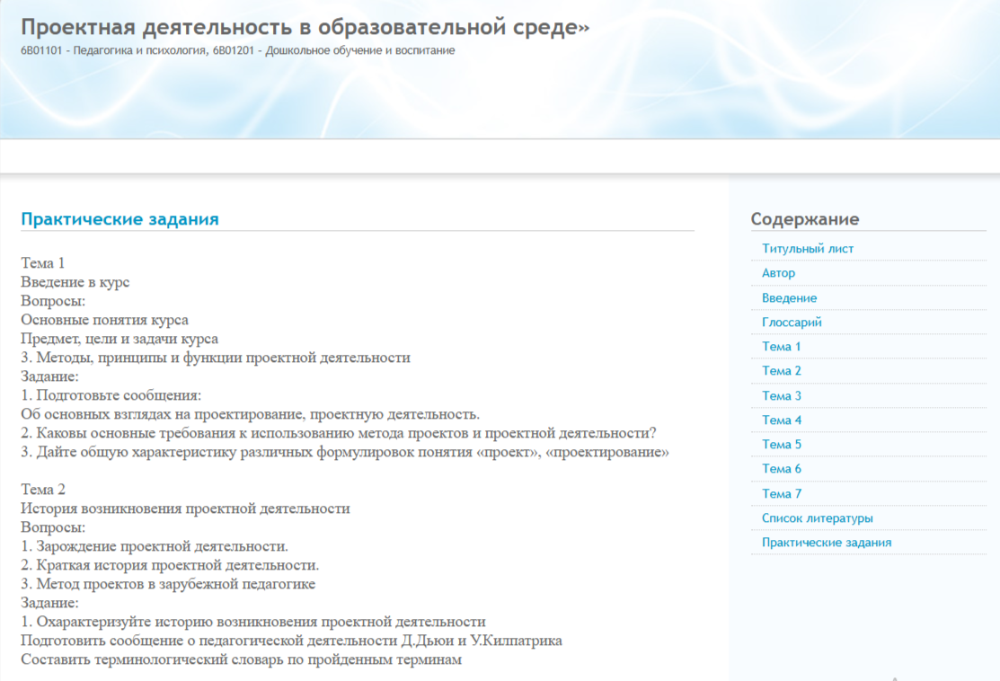 Проектная деятельность в образовательной среде»
6B01101 - Педагогика и психология, 6B01201 - Дошкольное обучение и воспитание
Практические задания
Тема 1
Введение в курс
Вопросы:
Основные понятия курса
Предмет, цели и задачи курса
3. Методы, принципы и функции проектной деятельности
Задание:
1. Подготовьте сообщения:
Об основных взглядах на проектирование, проектную деятельность.
2. Каковы основные требования к использованию метода проектов и проектной деятельности?
3. Дайте общую характеристику различных формулировок понятия «проект», «проектирование»
Тема 2
История возникновения проектной деятельности
Вопросы:
1. Зарождение проектной деятельности.
2. Краткая история проектной деятельности.
3. Метод проектов в зарубежной педагогике
Задание:
1. Охарактеризуйте историю возникновения проектной деятельности
Подготовить сообщение о педагогической деятельности Д.Дьюи и У.Килпатрика
Составить терминологический словарь по пройденным терминам
Содержание
Титульный лист
Автор
Введение
Глоссарий
Тема 1
Тема 2
Тема 3
Тема 4
Тема 5
Тема 6
Тема 7
Список литературы
Практические задания